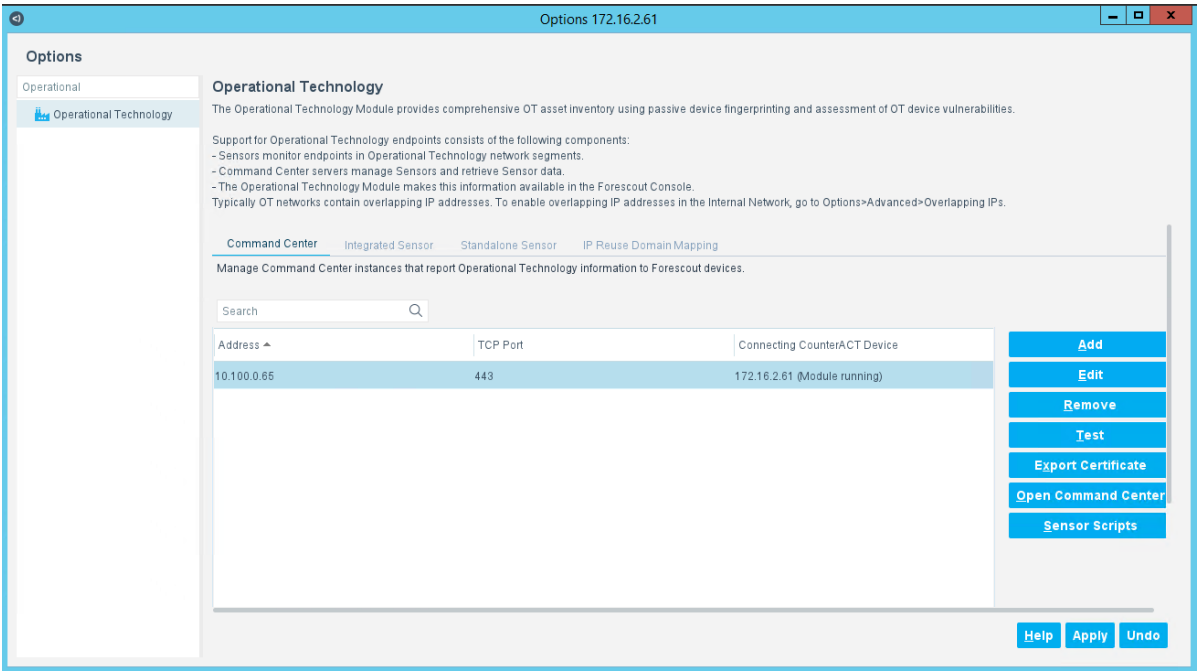 Options 172.16.2.61
Options
Operational
Operational Technology
Operational Technology
The Operational Technology Module provides comprehensive OT asset inventory using passive device fingerprinting and assessment of OT device vulnerabilities.
Support for Operational Technology endpoints consists of the following components:
- Sensors monitor endpoints in Operational Technology network segments.
- Command Center servers manage Sensors and retrieve Sensor data.
- The Operational Technology Module makes this information available in the Forescout Console.
Typically OT networks contain overlapping IP addresses. To enable overlapping IP addresses in the Internal Network, go to Options>Advanced>Overlapping IPs.
Command Center Integrated Sensor Standalone Sensor IP Reuse Domain Mapping
Manage Command Center instances that report Operational Technology information to Forescout devices.
Search
Address TCP Port Connecting CounterACT Device
10.100.0.65 443 172.16.2.61 (Module running)
Add
Edit
Remove
Test
Export Certificate
Open Command Center
Sensor Scripts
Help Apply Undo